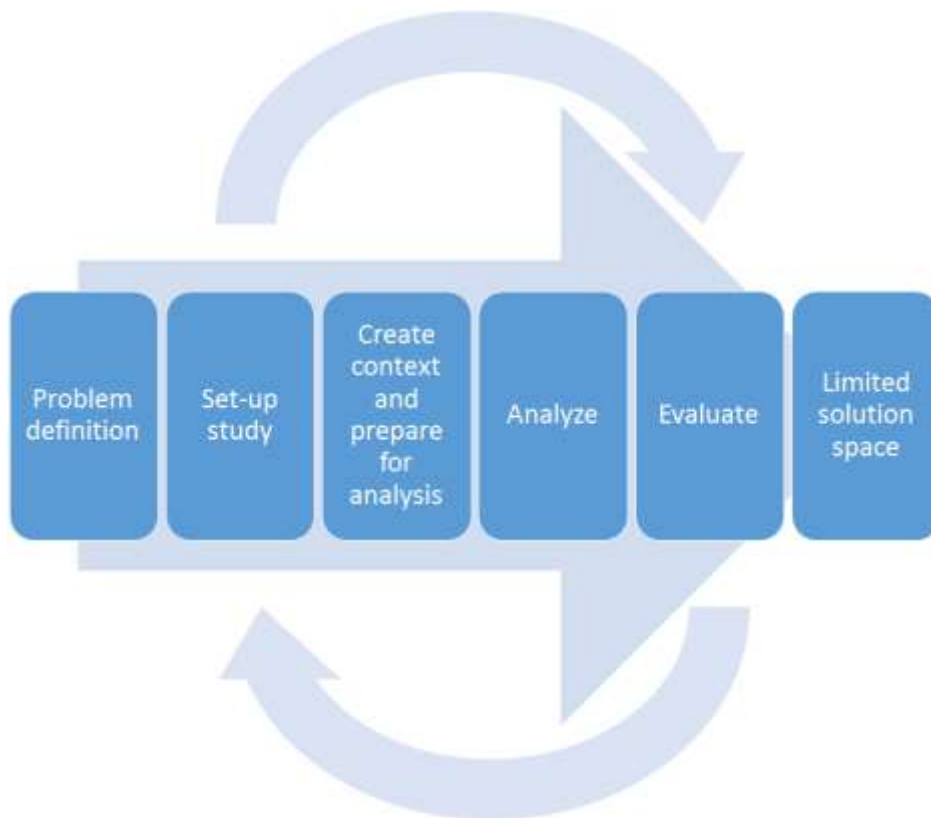 Problem
definition
Set-up
study
Create
context
and
prepare
for
analysis
Analyze
Evaluate
Limited
solution
space